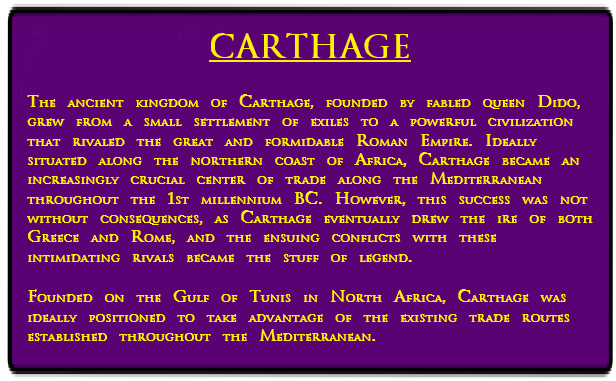 CARTHAGE
The ancient kingdom of Carthage, founded by fabled queen Dido,
grew from a small settlement of exiles to a powerful civilization
that rivaled the great and formidable Roman Empire. Ideally
situated along the northern coast of Africa, Carthage became an
increasingly crucial center of trade along the Mediterranean
throughout the 1st millennium BC. However, this success was not
without consequences, as Carthage eventually drew the ire of both
Greece and Rome, and the ensuing conflicts with these
intimidating rivals became the stuff of legend.
Founded on the Gulf of Tunis in North Africa, Carthage was
ideally positioned to take advantage of the existing trade routes
established throughout the Mediterranean.